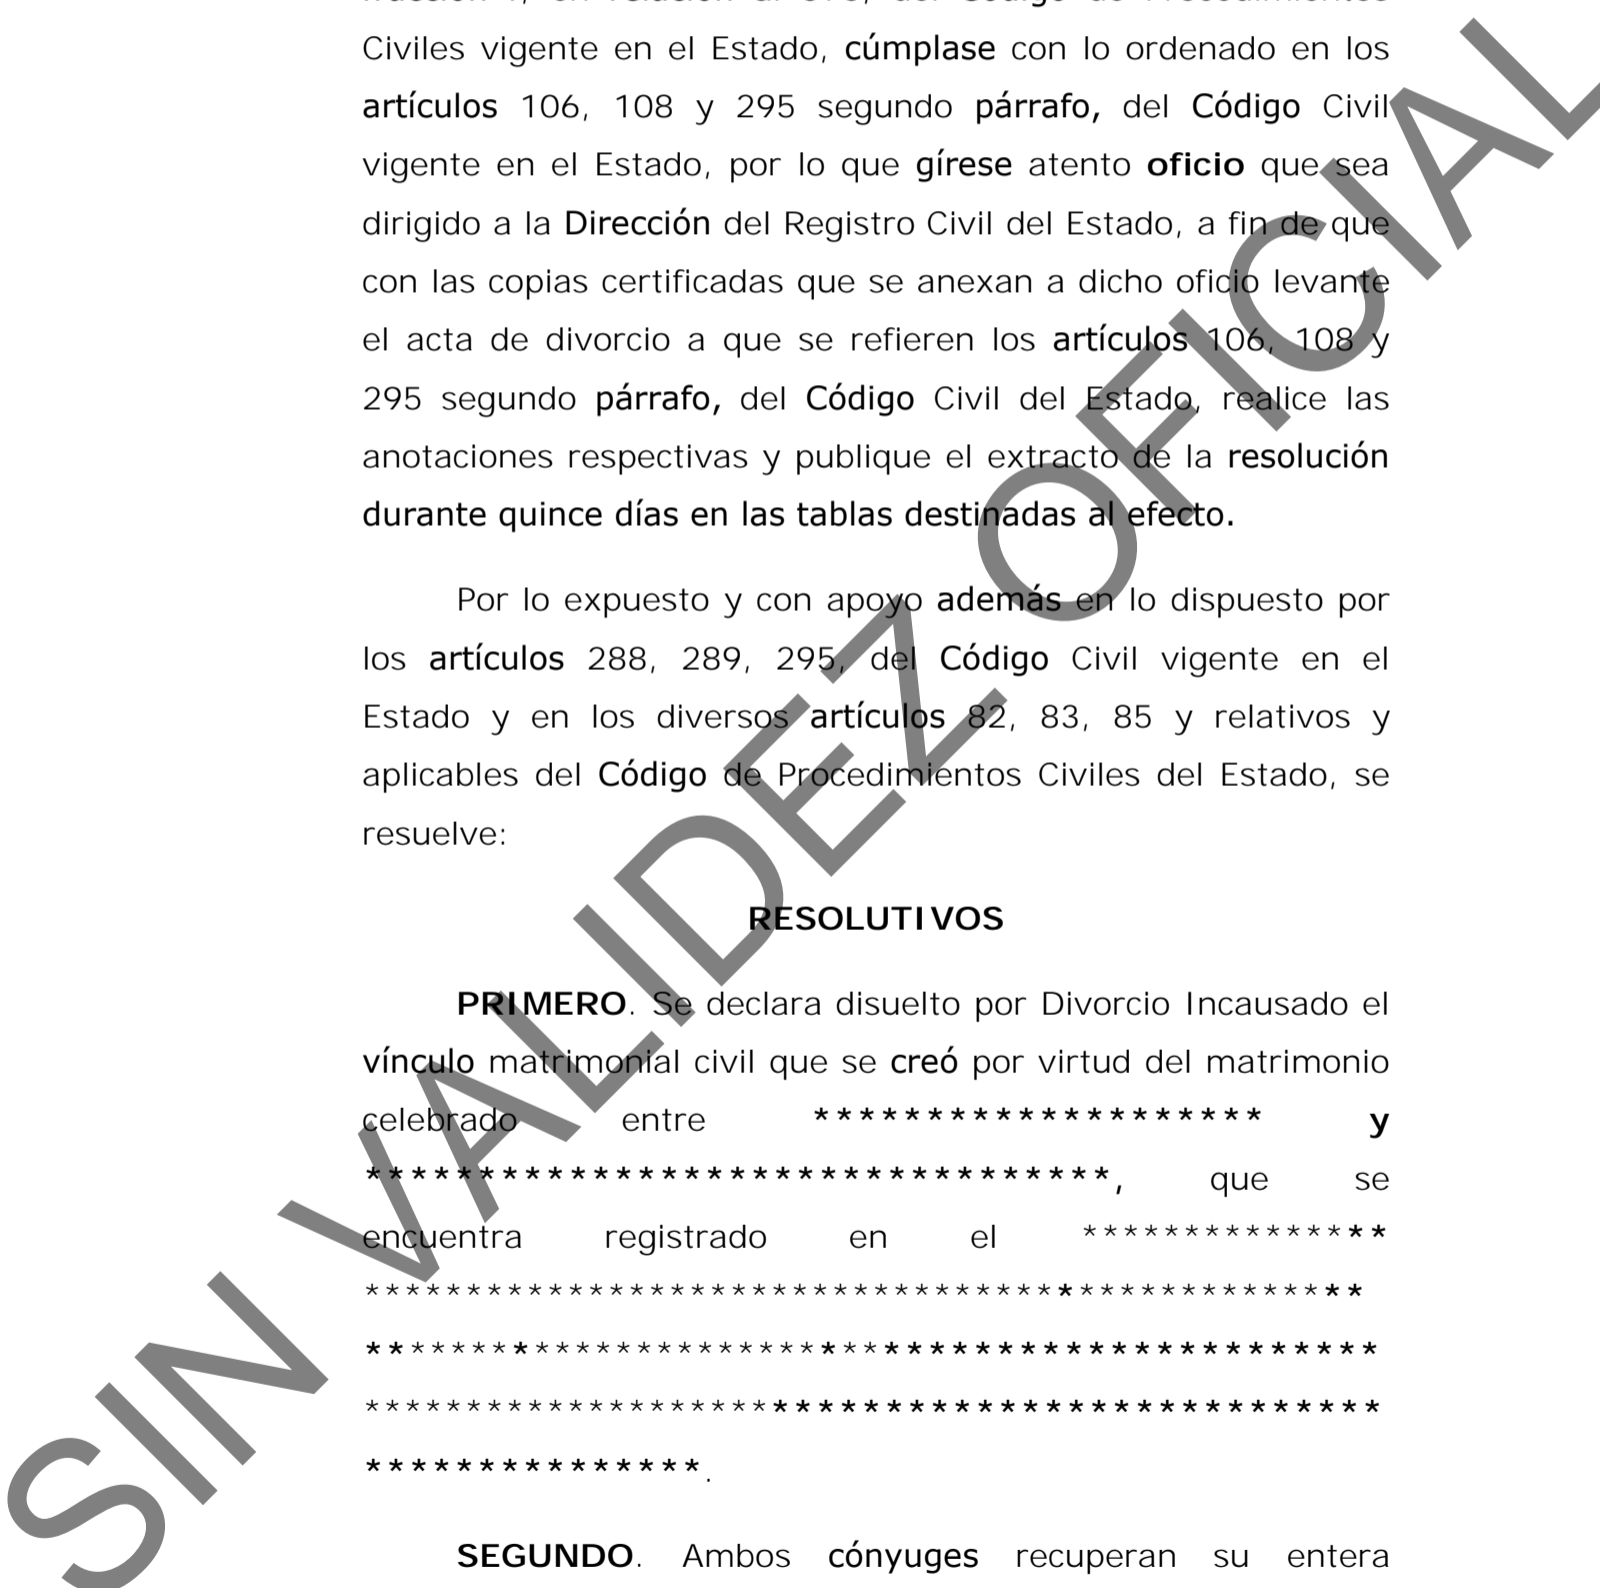 Civiles vigente en el Estado, cúmplase con lo ordenado en los
artículos 106, 108 y 295 segundo párrafo, del Código Civil
vigente en el Estado, por lo que gírese atento oficio que sea
dirigido a la Dirección del Registro Civil del Estado, a fin de que
con las copias certificadas que se anexan a dicho oficio levante
el acta de divorcio a que se refieren los artículos 106, 108 y
295 segundo párrafo, del Código Civil del Estado, realice las
anotaciones respectivas y publique el extracto de la resolución
durante quince días en las tablas destinadas al efecto.
Por lo expuesto y con apoyo además en lo dispuesto por
los artículos 288, 289, 295, del Código Civil vigente en el
Estado y en los diversos artículos 82, 83, 85 y relativos y
aplicables del Código de Procedimientos Civiles del Estado, se
resuelve:
RESOLUTIVOS
PRIMERO. Se declara disuelto por Divorcio Incausado el
vínculo matrimonial civil que se creó por virtud del matrimonio
celebrado entre ******************** y
*********************************, que se
encuentra registrado en el ***************
*************************************************
************************************************
***********************************************
***************.
SEGUNDO. Ambos cónyuges recuperan su entera
SIN VALIDEZ OFICIAL